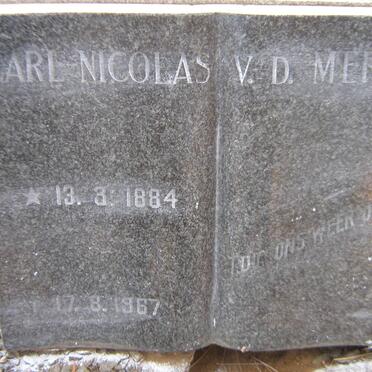 ARL NICOLAS V. D. MER
★ 13. 3. 1884
TOT ONS WEER
† 17. 8. 1967